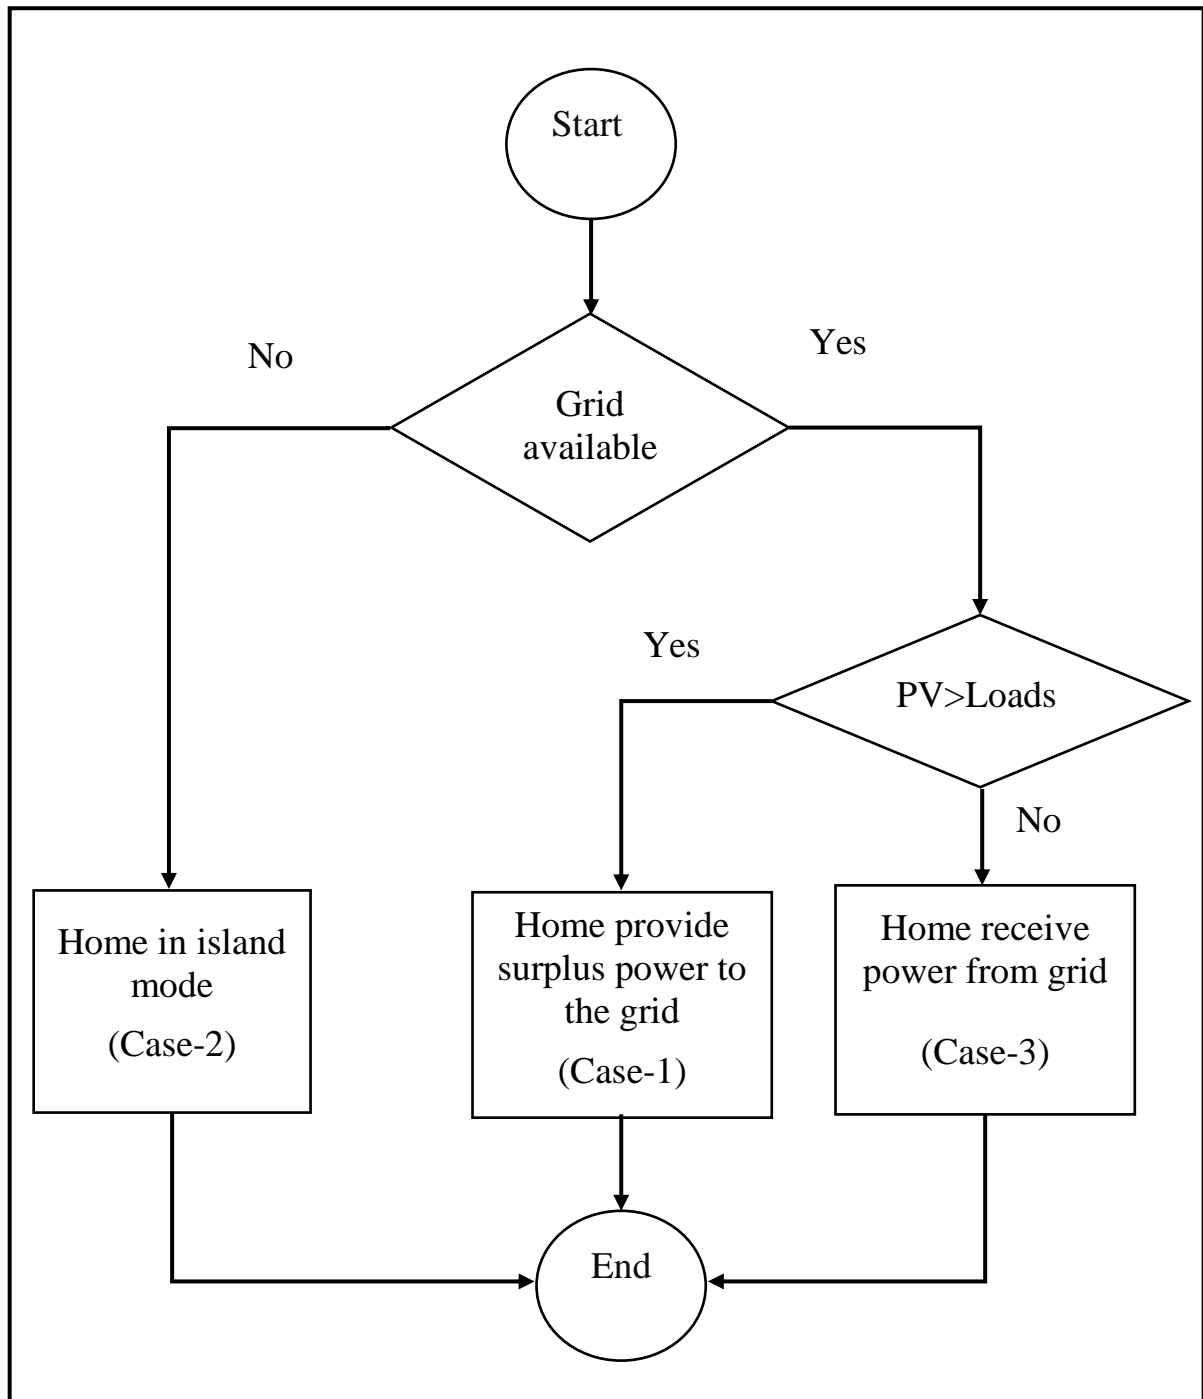 Start
No
Yes
Grid
available
Yes
PV>Loads
No
Home in island
mode
(Case-2)
Home provide
surplus power to
the grid
(Case-1)
Home receive
power from grid
(Case-3)
End